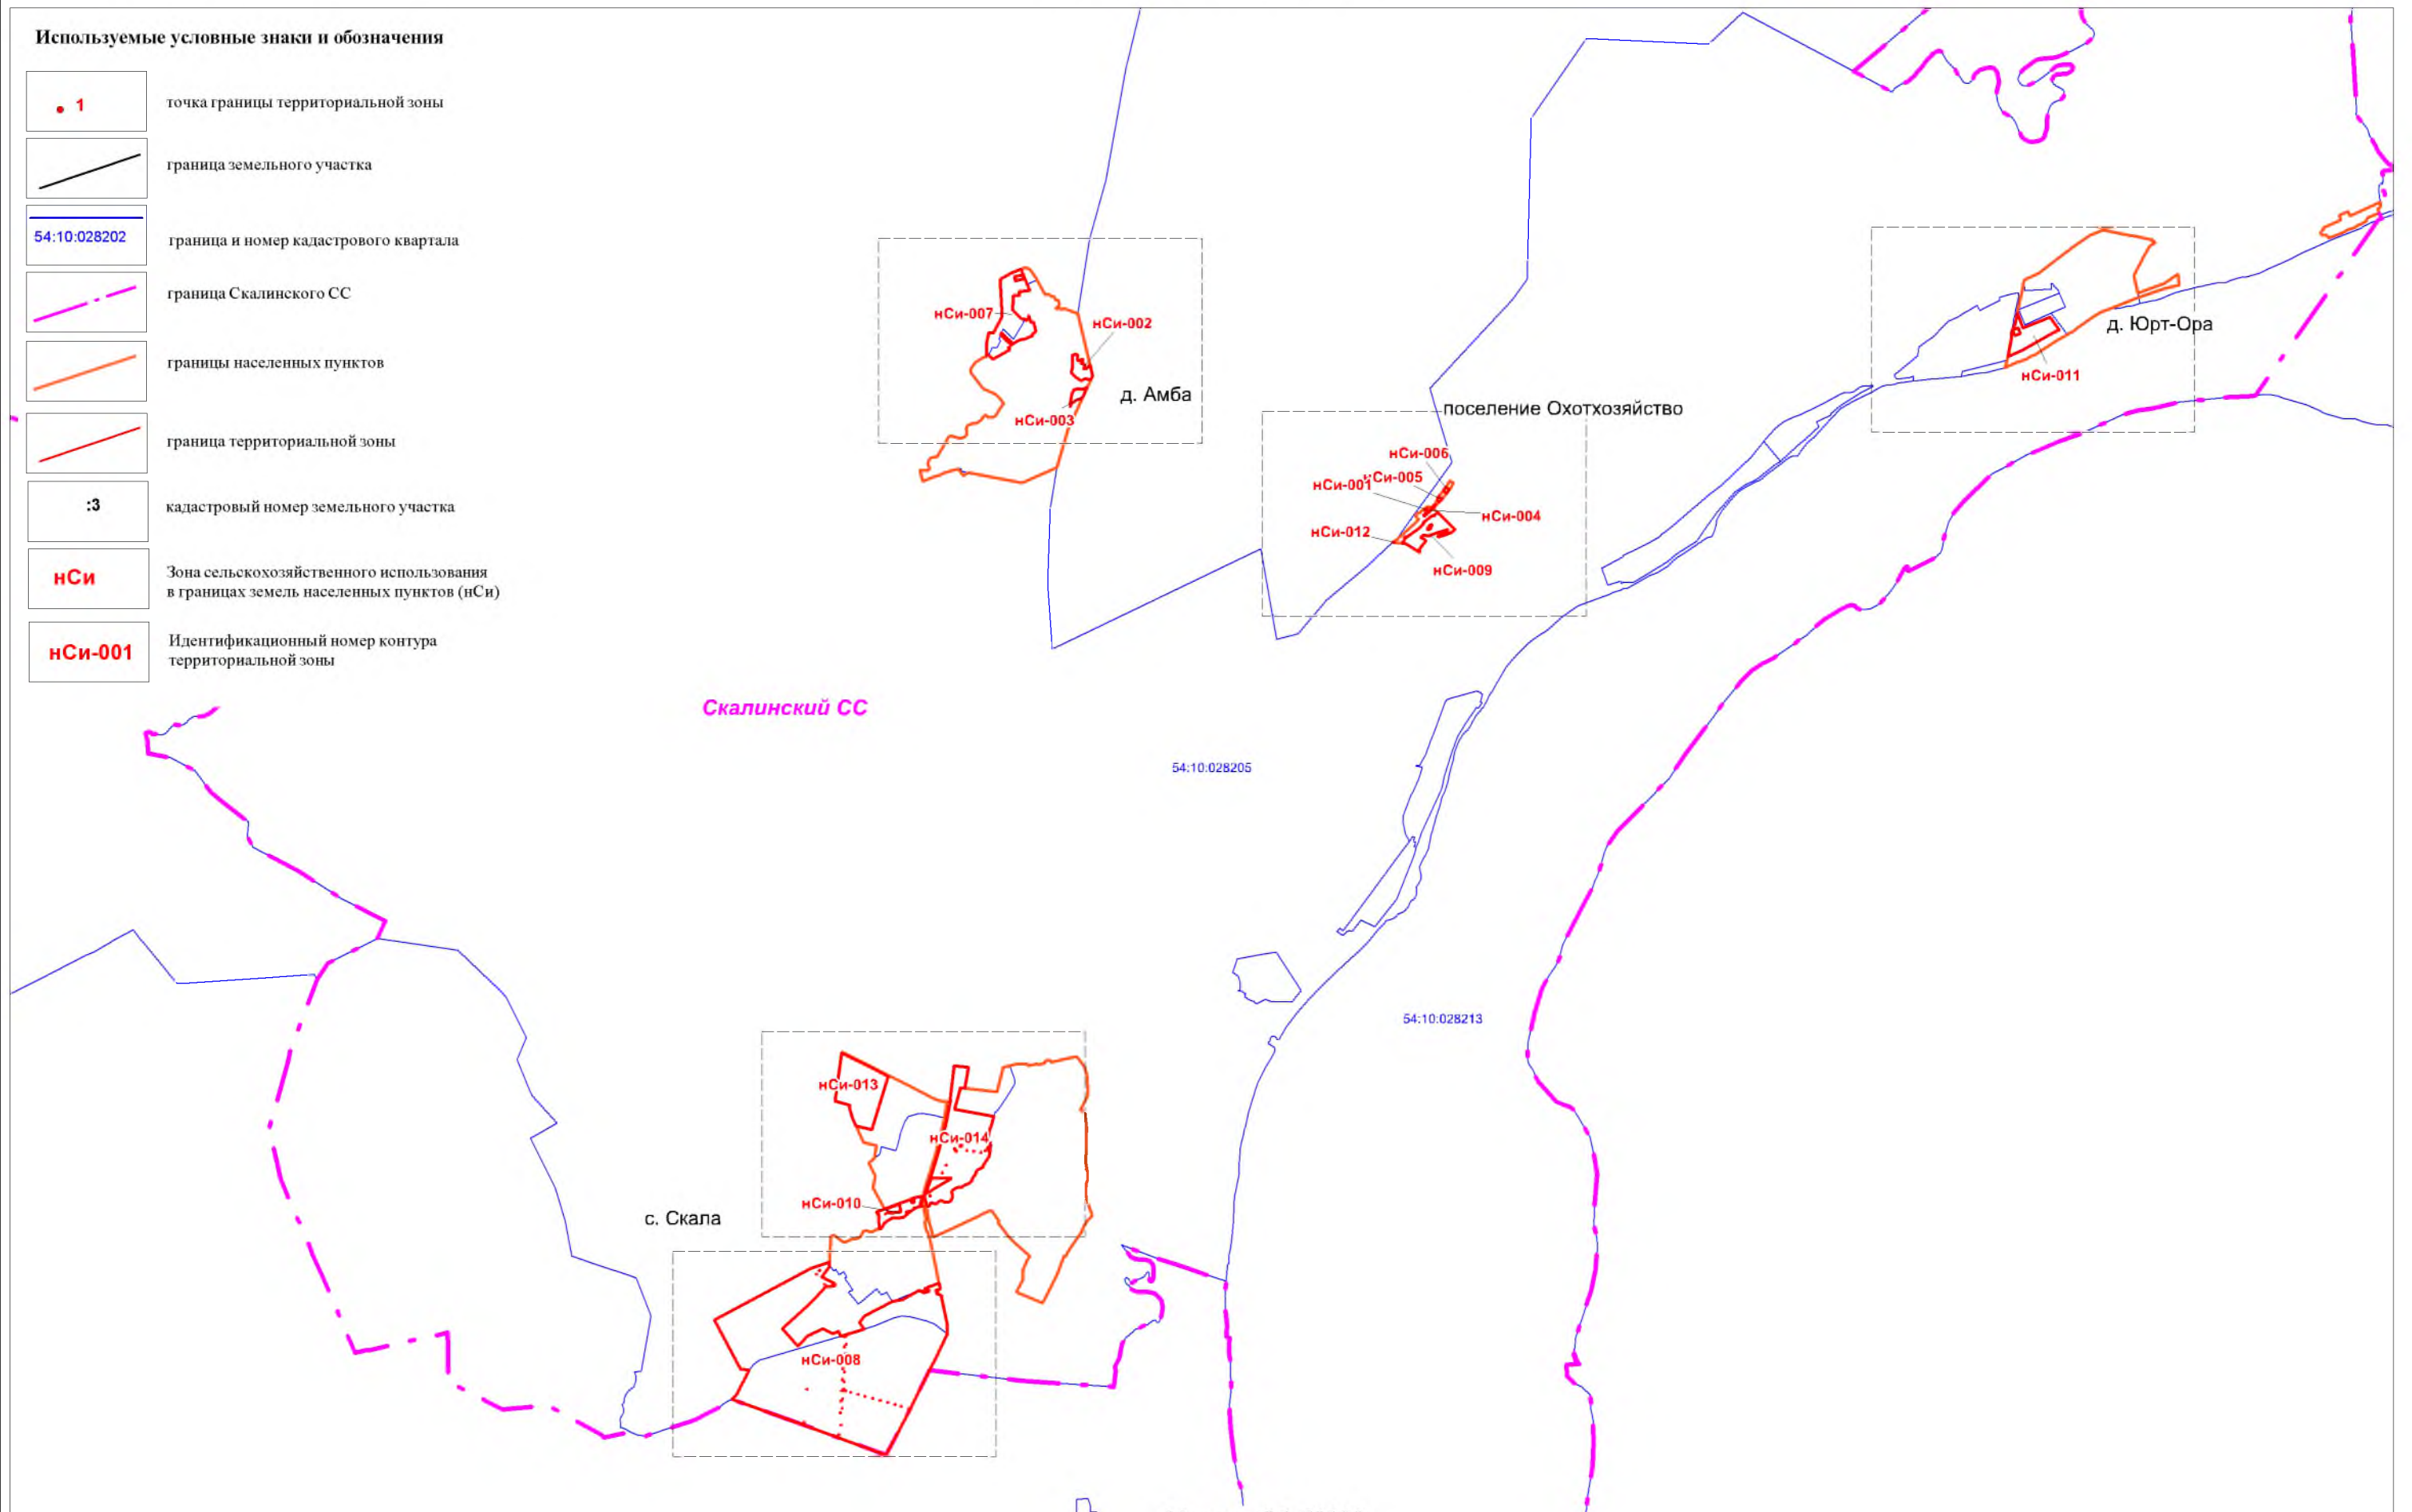 Используемые условные знаки и обозначения
1
точка границы территориальной зоны
граница земельного участка
54:10:028202
граница и номер кадастрового квартала
граница Скалинского СС
границы населенных пунктов
граница территориальной зоны
:3
кадастровый номер земельного участка
нСи
Зона сельскохозяйственного использования
в границах земель населенных пунктов (нСи)
нСи-001
Идентификационный номер контура
территориальной зоны
нСи-007
нСи-002
д. Амба
нСи-003
д. Юрт-Ора
нСи-011
поселение Охотхозяйство
нСи-006
нСи-005
нСи-001
нСи-004
нСи-012
нСи-009
Скалинский СС
54:10:028205
54:10:028213
нСи-013
нСи-014
нСи-010
с. Скала
нСи-008